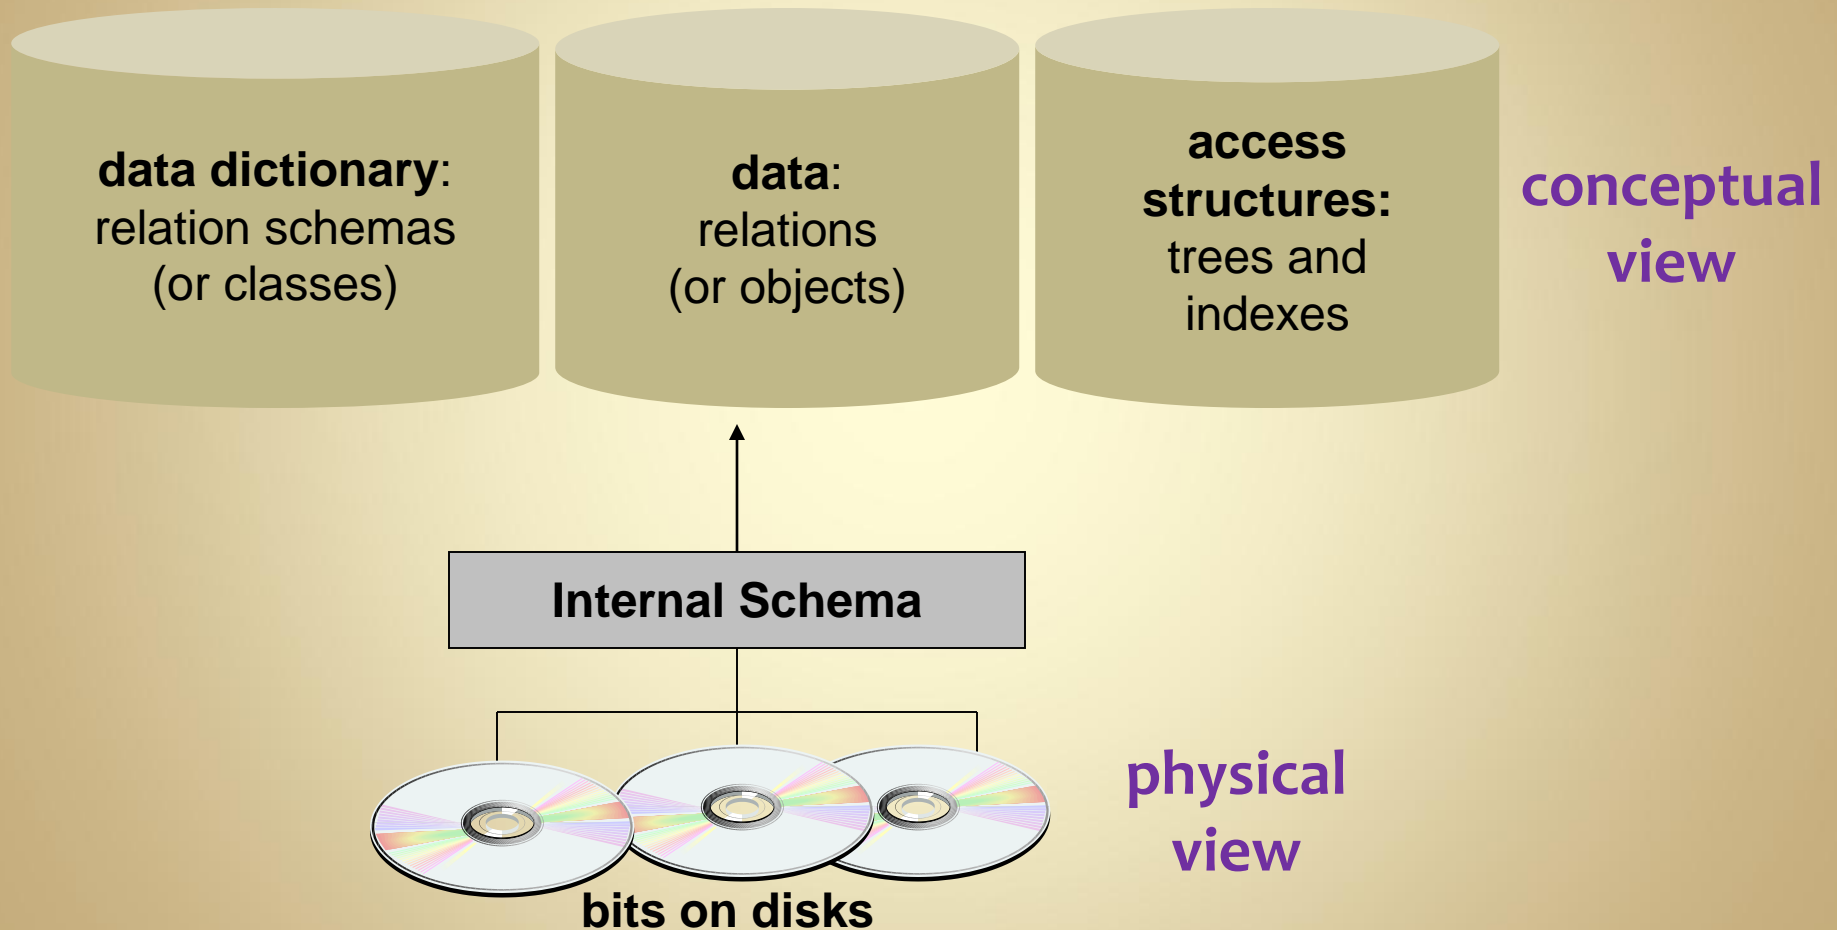 data dictionary:
relation schemas
(or classes)
data:
relations
(or objects)
access
structures:
trees and
indexes
conceptual
view
Internal Schema
physical
view
bits on disks